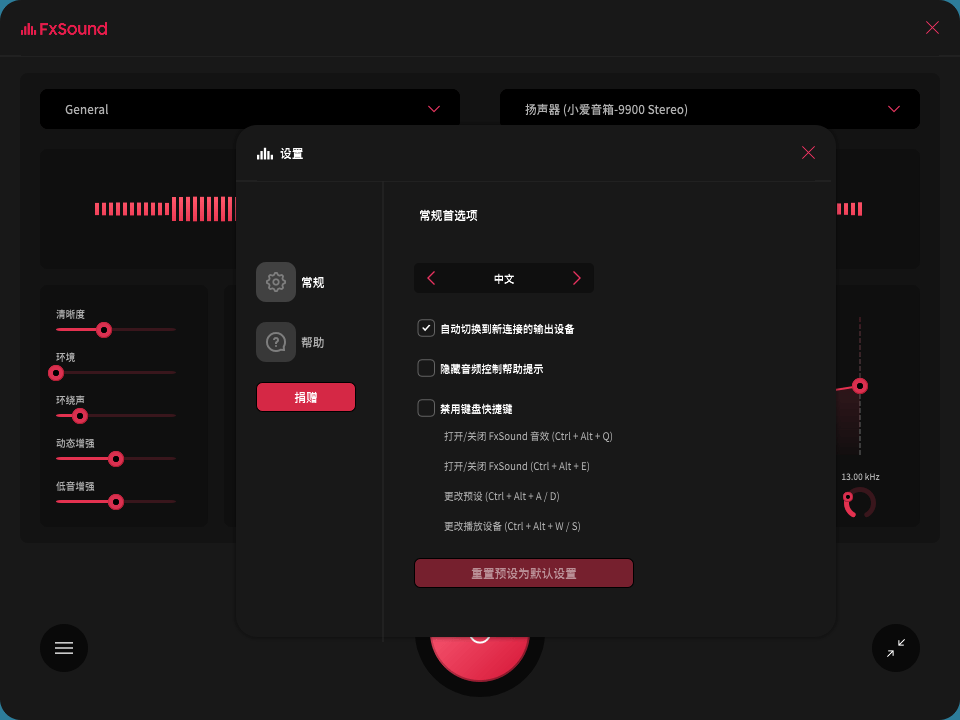 FxSound
General
扬声器 (小爱音箱-9900 Stereo)
设置
常规首选项
中文
常规
清晰度
自动切换到新连接的输出设备
帮助
环境
隐藏音频控制帮助提示
捐赠
环绕声
禁用键盘快捷键
打开/关闭 FxSound 音效 (Ctrl + Alt + Q)
动态增强
打开/关闭 FxSound (Ctrl + Alt + E)
13.00 kHz
低音增强
更改预设 (Ctrl + Alt + A / D)
更改播放设备 (Ctrl + Alt + W / S)
重置预设为默认设置